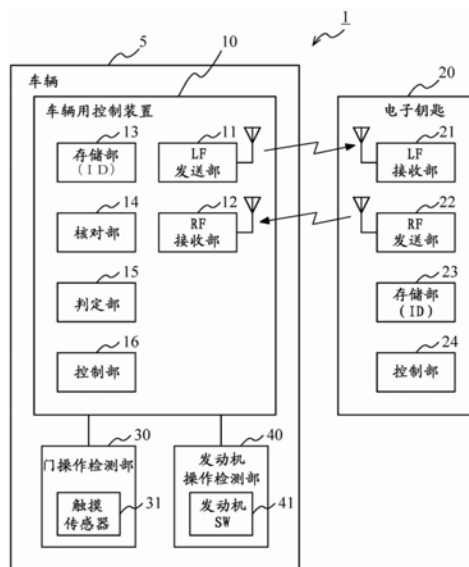 1
5
10
20
车辆
车辆用控制装置
电子钥匙
13
存储部
(ID)
11
LF
发送部
21
LF
接收部
14
核对部
12
RF
接收部
22
RF
发送部
15
判定部
23
存储部
(ID)
16
控制部
24
控制部
30
门操作检测部
触摸
传感器
31
40
发动机
操作检测部
发动机
SW
41